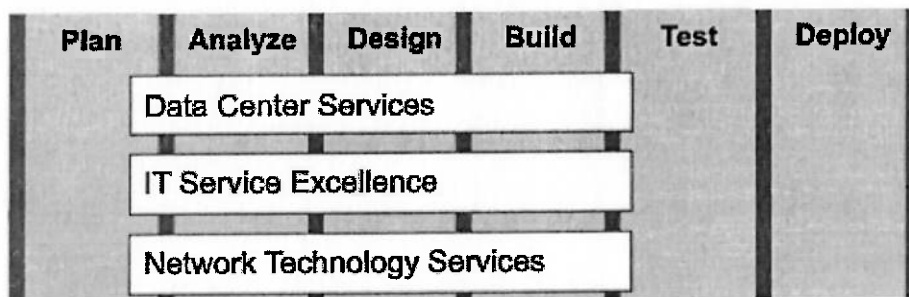 Plan Analyze Design Build Test Deploy
Data Center Services
IT Service Excellence
Network Technology Services